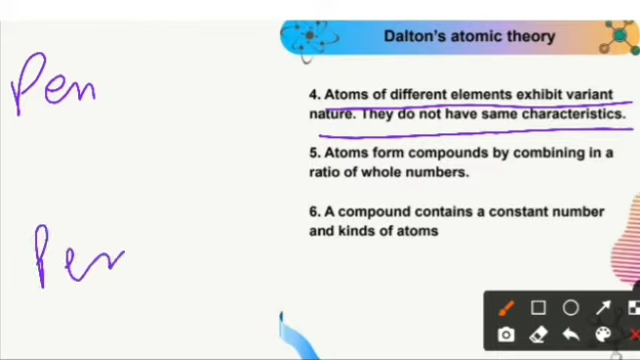 Dalton's atomic theory
Pen
4. Atoms of different elements exhibit variant
nature. They do not have same characteristics.
5. Atoms form compounds by combining in a
ratio of whole numbers.
6. A compound contains a constant number
and kinds of atoms
Pen